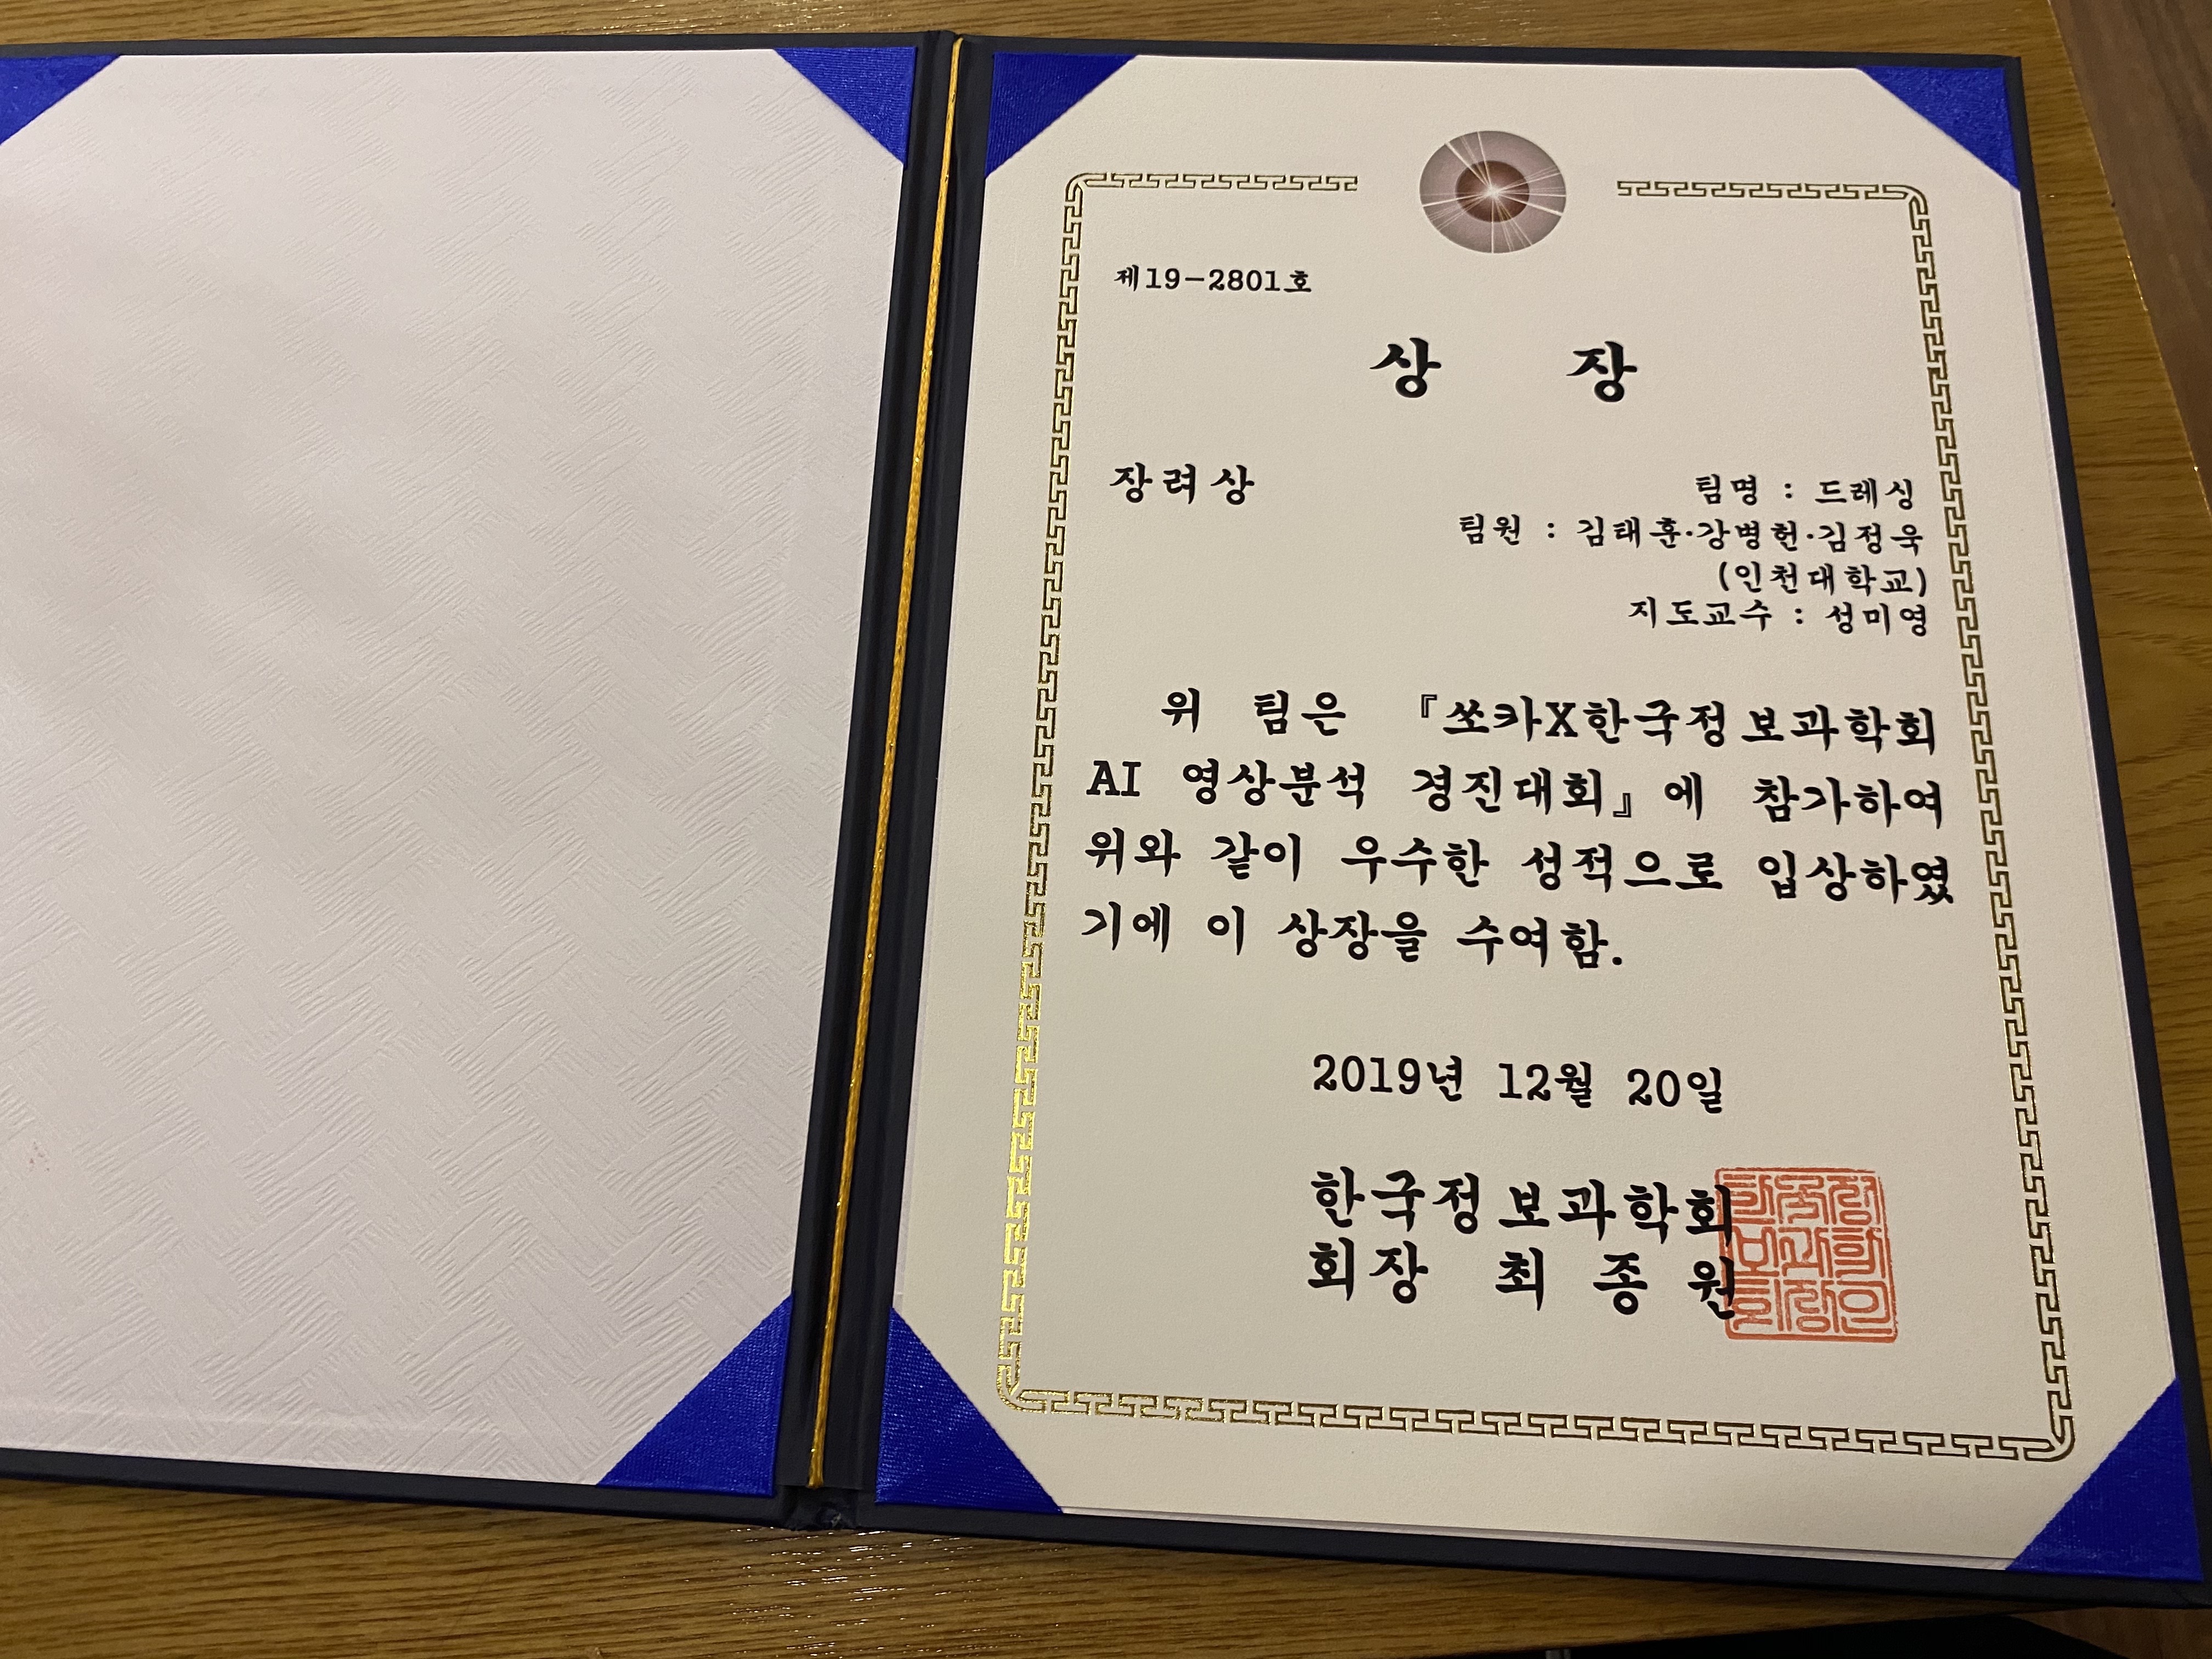 제19-2801호
상 장
장려상
팀명 : 드레싱
팀원 : 김태훈·강병헌·김정욱
(인천대학교)
지도교수 : 성미영
위 팀은 『쏘카X한국정보과학회
AI 영상분석 경진대회』에 참가하여
위와 같이 우수한 성적으로 입상하였
기에 이 상장을 수여함.
2019년 12월 20일
한국정보과학회
회장 최 종 원
한국정
보과학
회장인